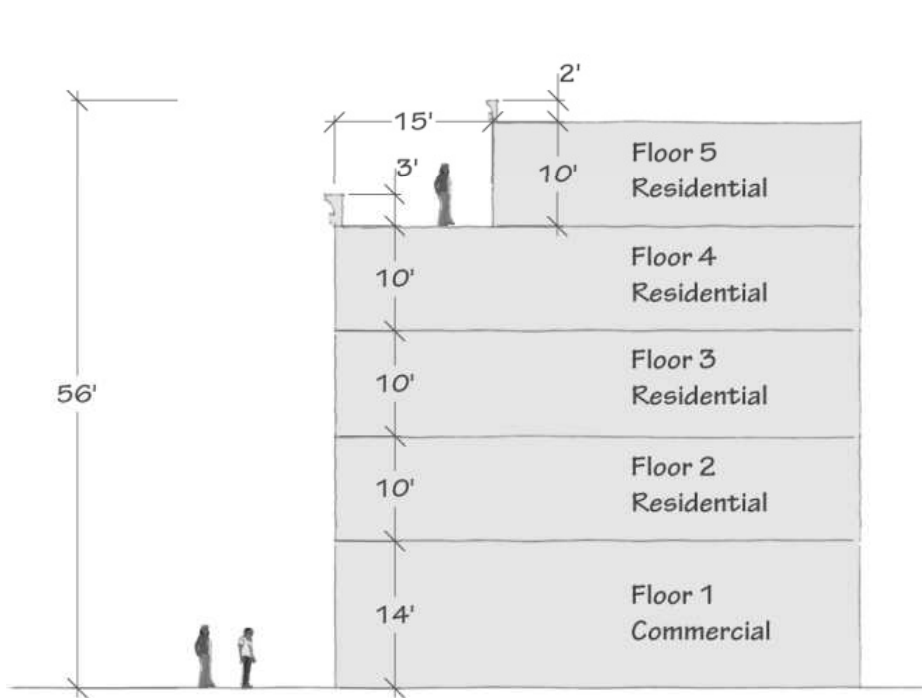 2'
15'
Floor 5
Residential
3'
10'
Floor 4
Residential
10'
Floor 3
Residential
10'
56'
Floor 2
Residential
10'
Floor 1
Commercial
14'